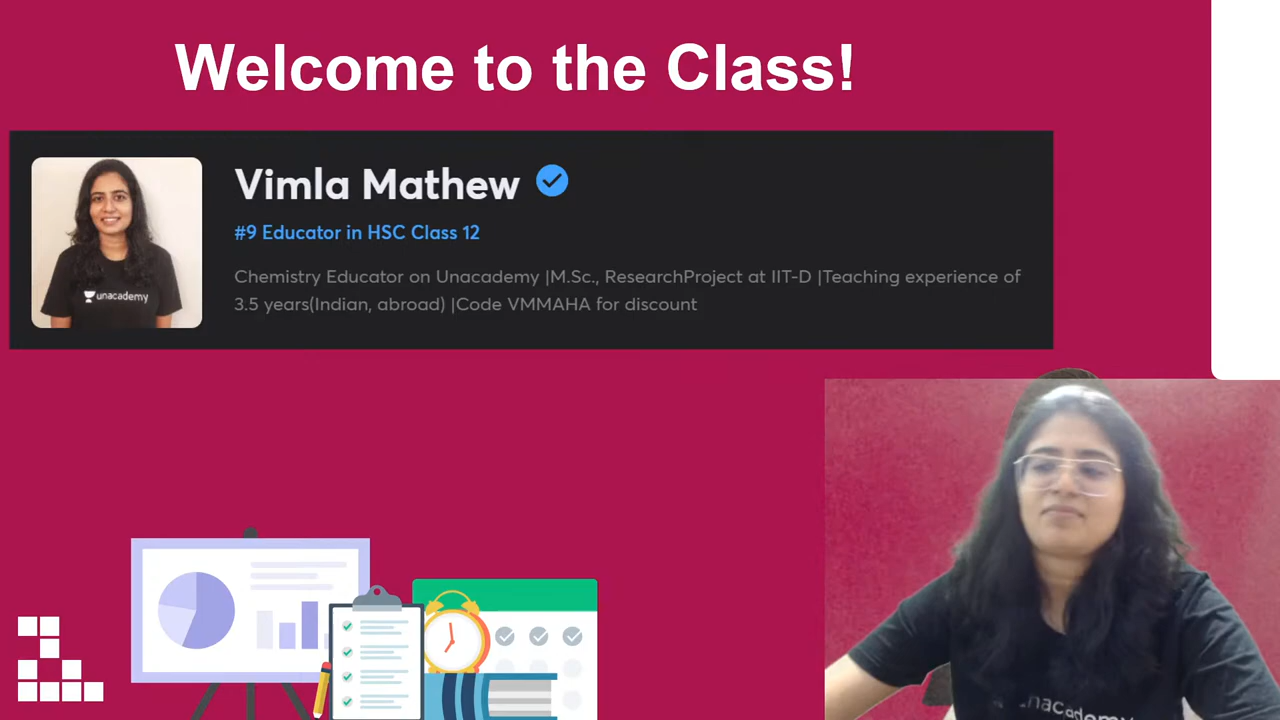 Welcome to the Class!
Vimla Mathew
#9 Educator in HSC Class 12
Chemistry Educator on Unacademy |M.Sc., ResearchProject at IIT-D |Teaching experience of
3.5 years(Indian, abroad) |Code VMMAHA for discount
unacademy
unacademy